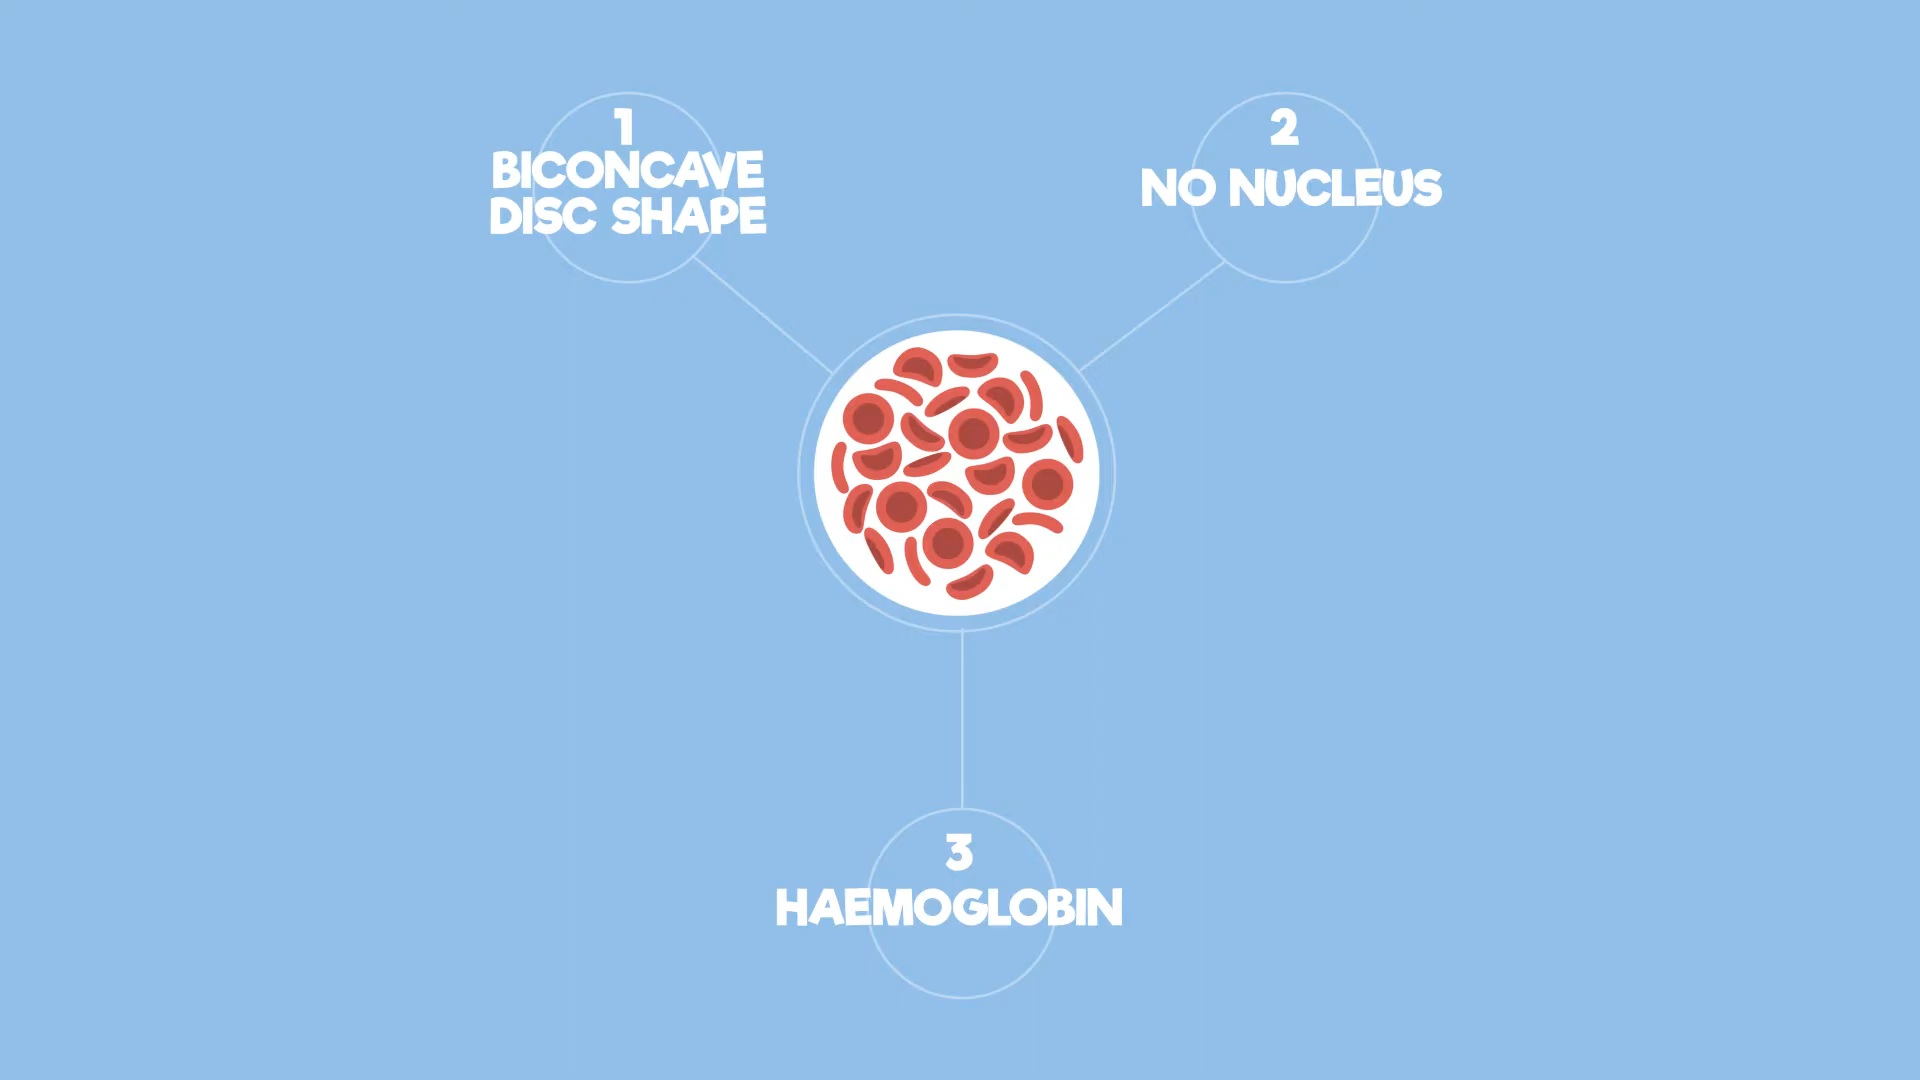 1
BICONCAVE
DISC SHAPE
2
NO NUCLEUS
3
HAEMOGLOBIN